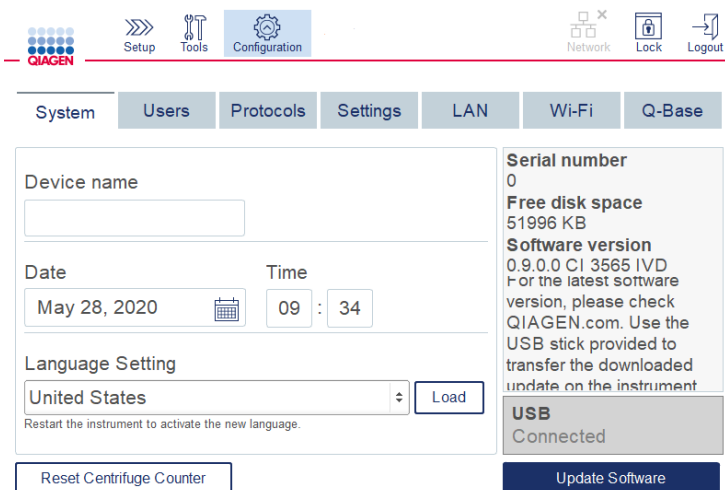 QIAGEN
Setup
Tools
Configuration
Network
Lock
Logout
System
Users
Protocols
Settings
LAN
Wi-Fi
Q-Base
Device name
Date
Time
May 28, 2020
09 : 34
Language Setting
United States
Load
Restart the instrument to activate the new language.
Reset Centrifuge Counter
Serial number
0
Free disk space
51996 KB
Software version
0.9.0.0 CI 3565 IVD
For the latest software
version, please check
QIAGEN.com. Use the
USB stick provided to
transfer the downloaded
update on the instrument
USB
Connected
Update Software